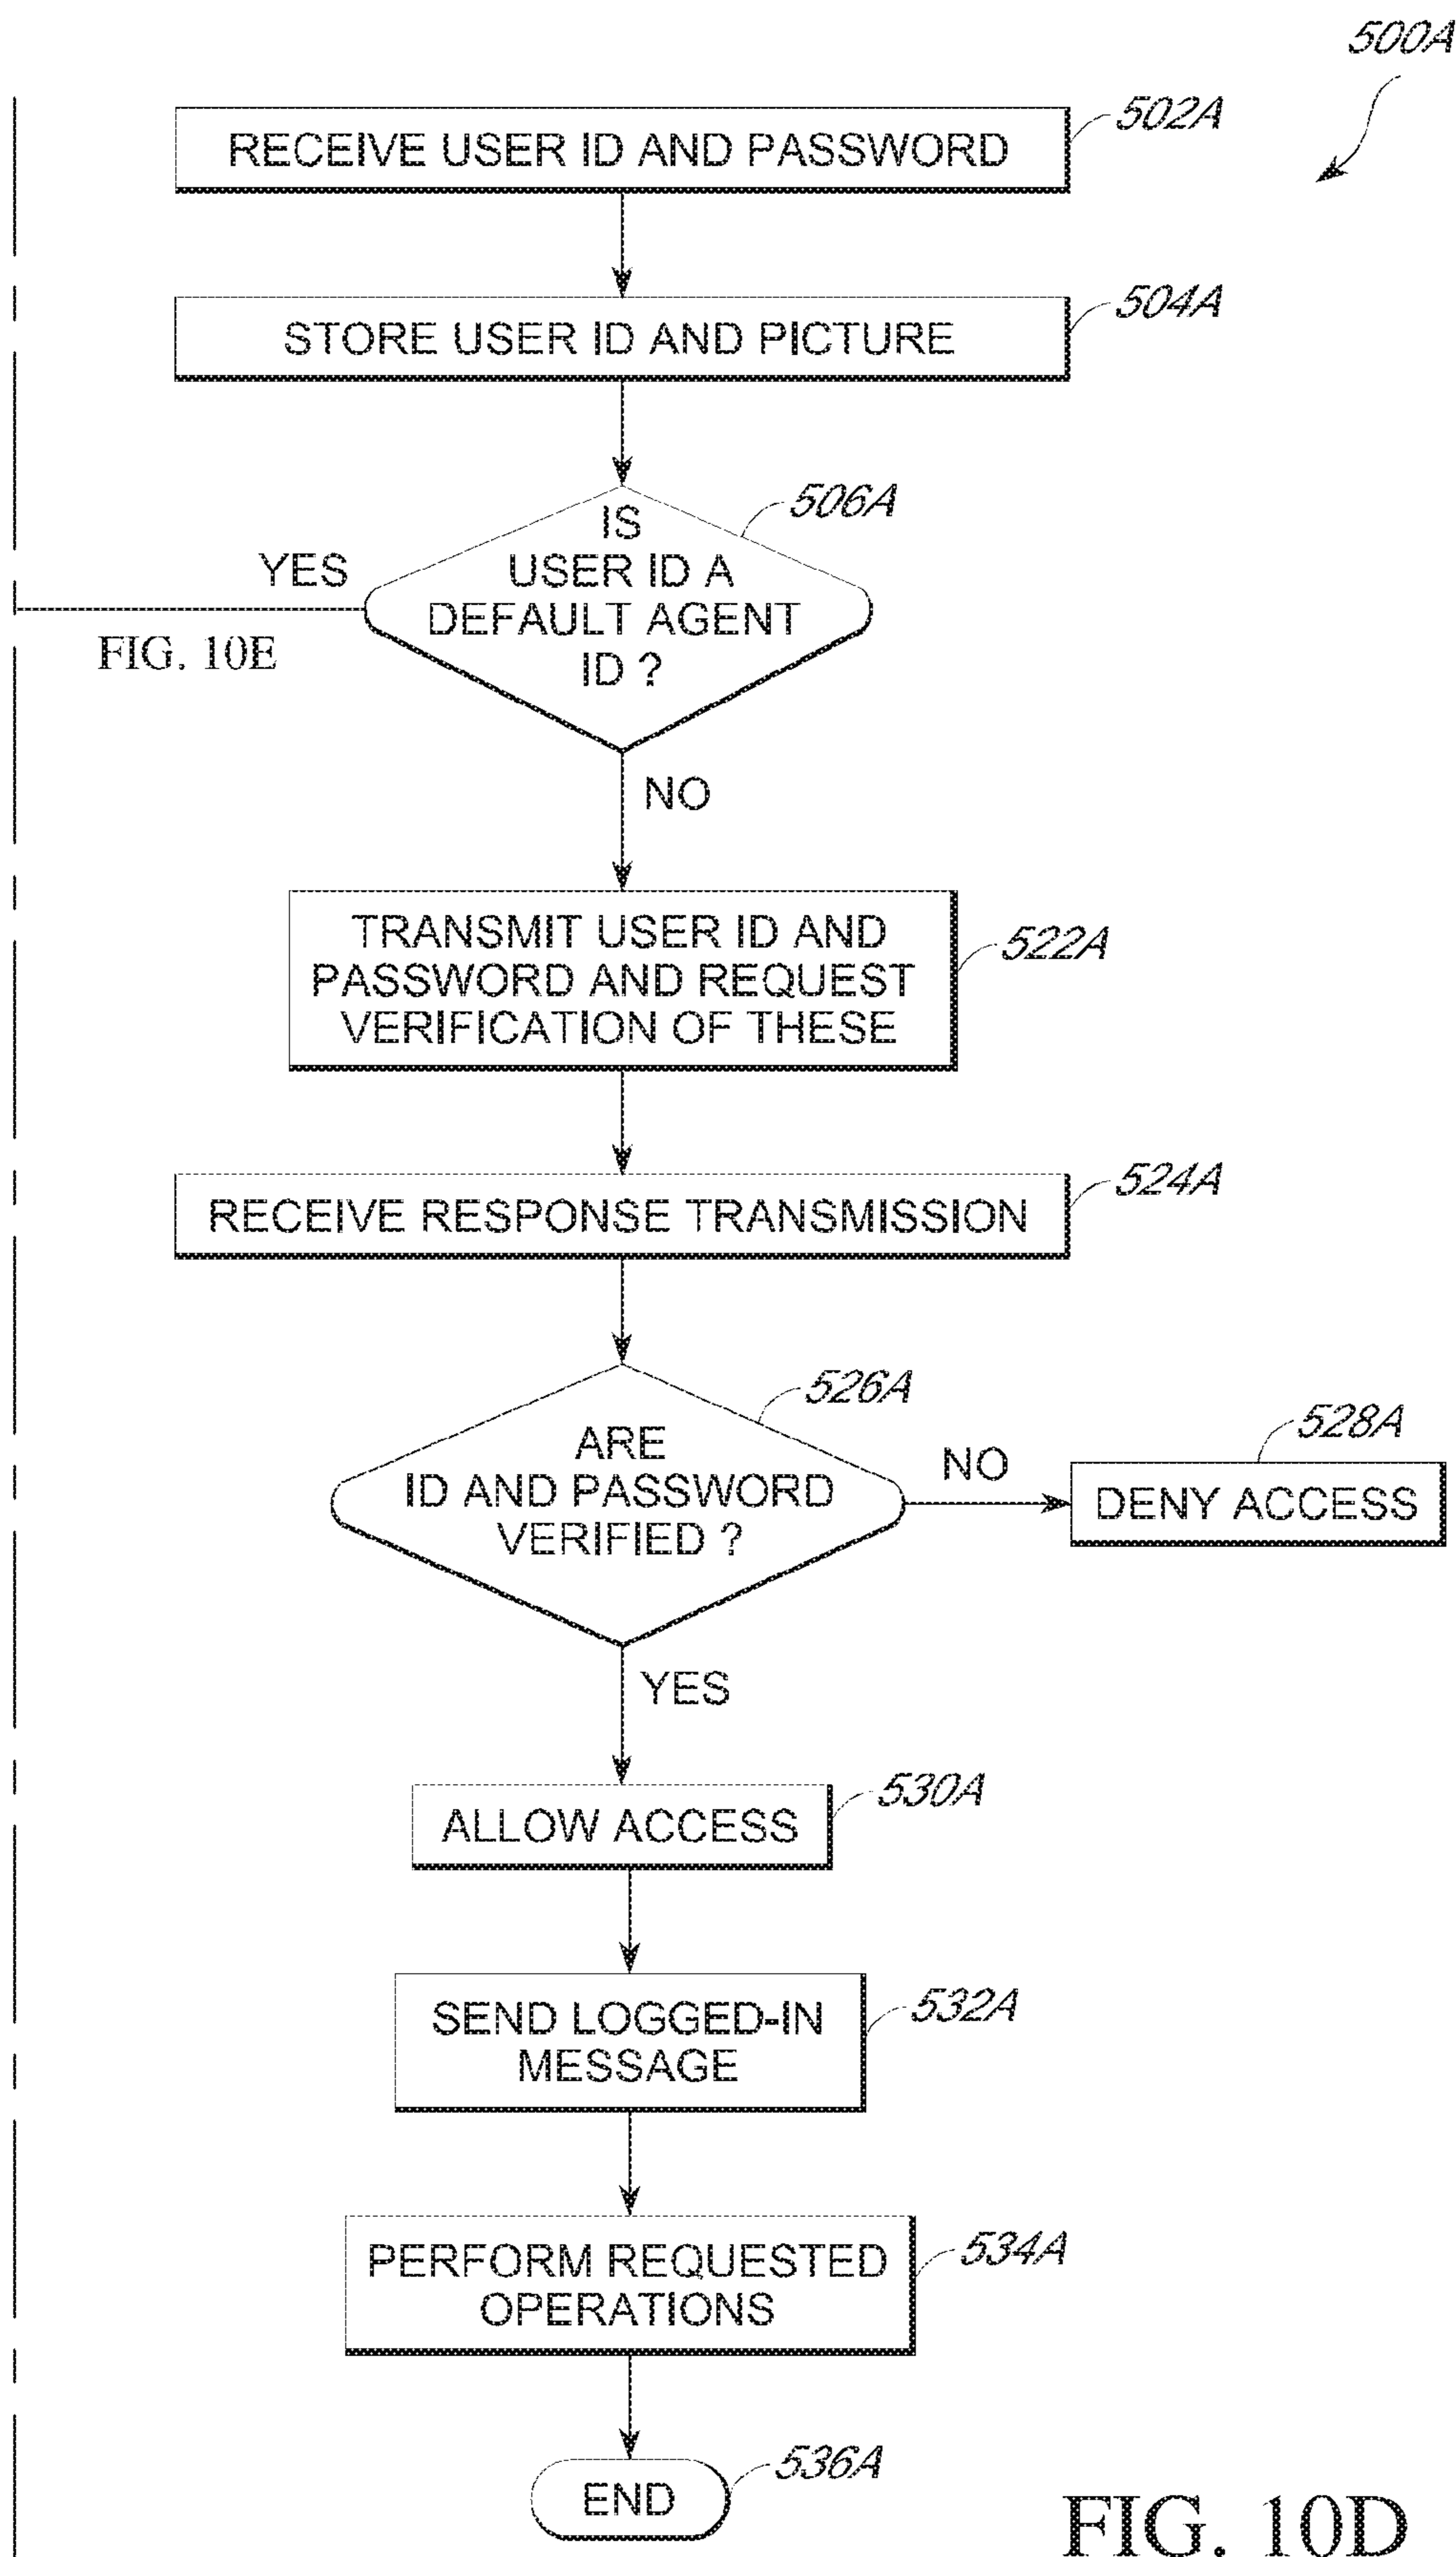 500A
RECEIVE USER ID AND PASSWORD
502A
STORE USER ID AND PICTURE
504A
506A
IS
USER ID A
DEFAULT AGENT
ID ?
YES
FIG. 10E
NO
TRANSMIT USER ID AND
PASSWORD AND REQUEST
VERIFICATION OF THESE
522A
RECEIVE RESPONSE TRANSMISSION
524A
526A
ARE
ID AND PASSWORD
VERIFIED ?
NO
528A
DENY ACCESS
YES
ALLOW ACCESS
530A
SEND LOGGED-IN
MESSAGE
532A
PERFORM REQUESTED
OPERATIONS
534A
END
536A
FIG. 10D